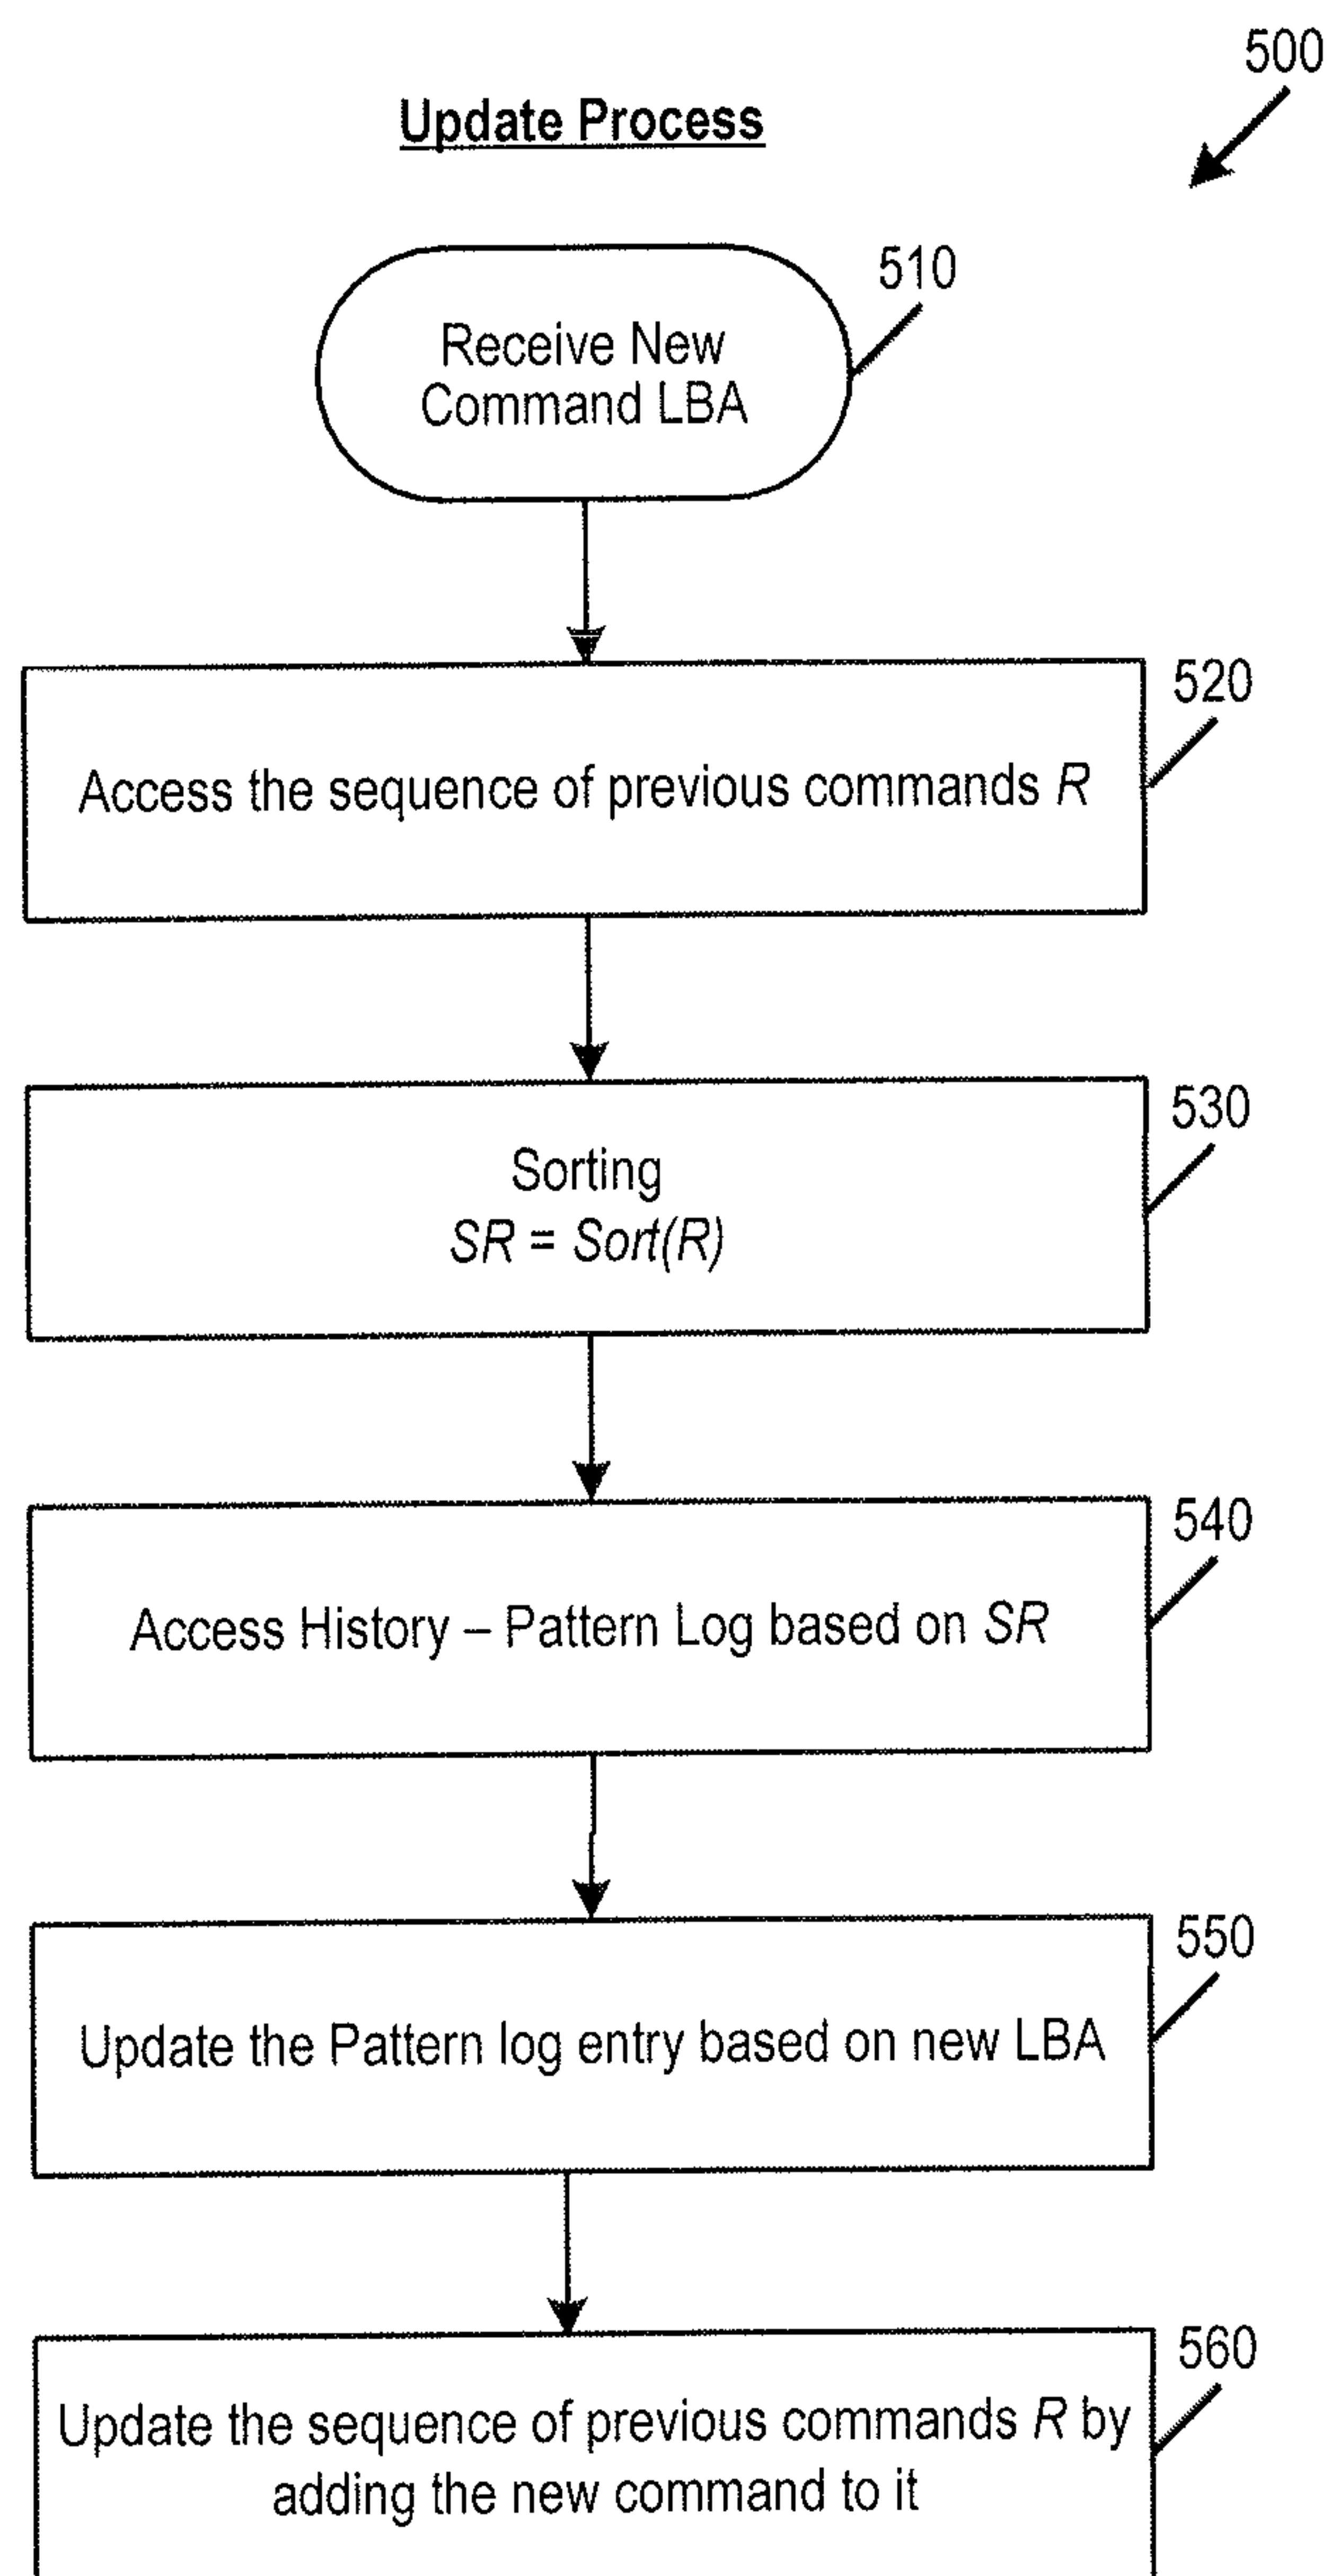 500
Update Process
510
Receive New
Command LBA
520
Access the sequence of previous commands R
530
Sorting
SR = Sort(R)
540
Access History – Pattern Log based on SR
550
Update the Pattern log entry based on new LBA
560
Update the sequence of previous commands R by
adding the new command to it